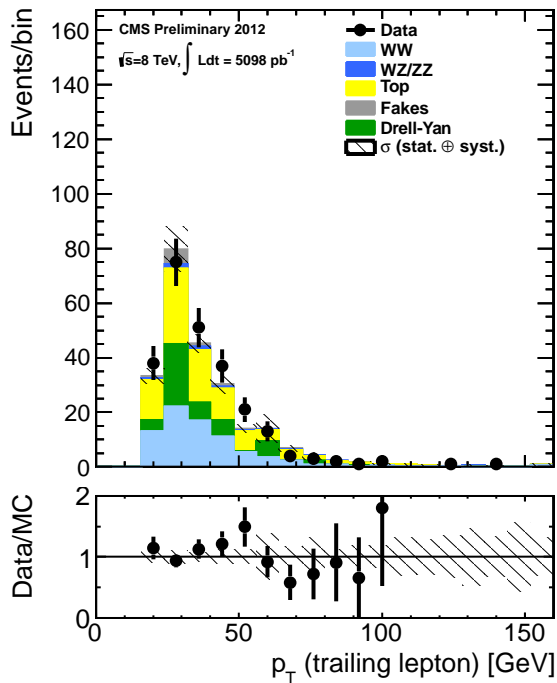 CMS Preliminary 2012
√s=8 TeV, ∫ Ldt = 5098 pb⁻¹
Data
WW
WZ/ZZ
Top
Fakes
Drell-Yan
σ (stat. ⊕ syst.)
Events/bin
160
140
120
100
80
60
40
20
0
Data/MC
2
1
0
0 50 100 150
p_T (trailing lepton) [GeV]